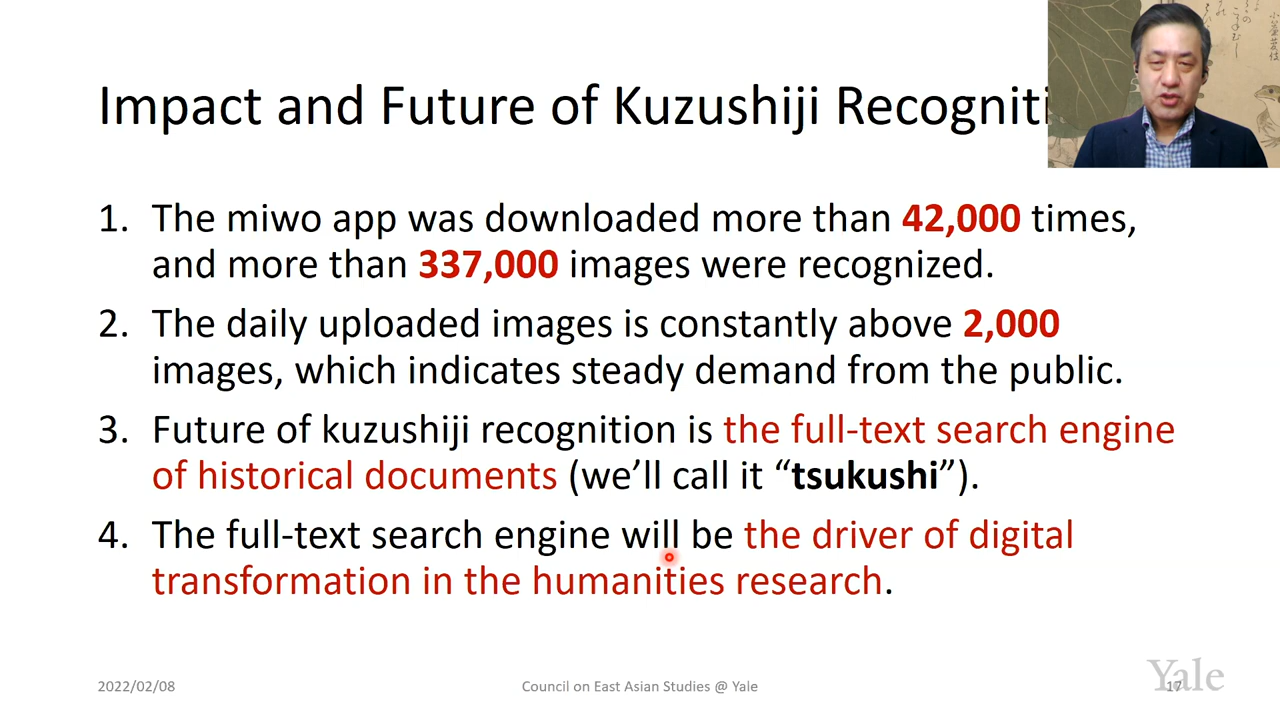 Impact and Future of Kuzushiji Recogniti
1. The miwo app was downloaded more than 42,000 times,
and more than 337,000 images were recognized.
2. The daily uploaded images is constantly above 2,000
images, which indicates steady demand from the public.
3. Future of kuzushiji recognition is the full-text search engine
of historical documents (we’ll call it “tsukushi”).
4. The full-text search engine will be the driver of digital
transformation in the humanities research.
2022/02/08
Council on East Asian Studies @ Yale
17
Yale